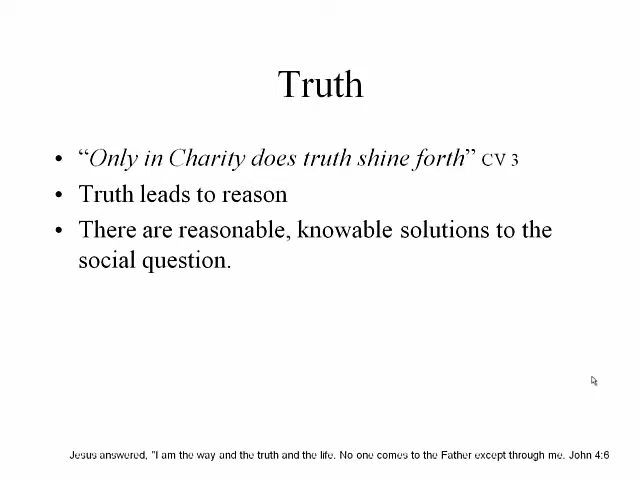 Truth
• “Only in Charity does truth shine forth” CV 3
• Truth leads to reason
• There are reasonable, knowable solutions to the
social question.
Jesus answered, "I am the way and the truth and the life. No one comes to the Father except through me. John 4:6